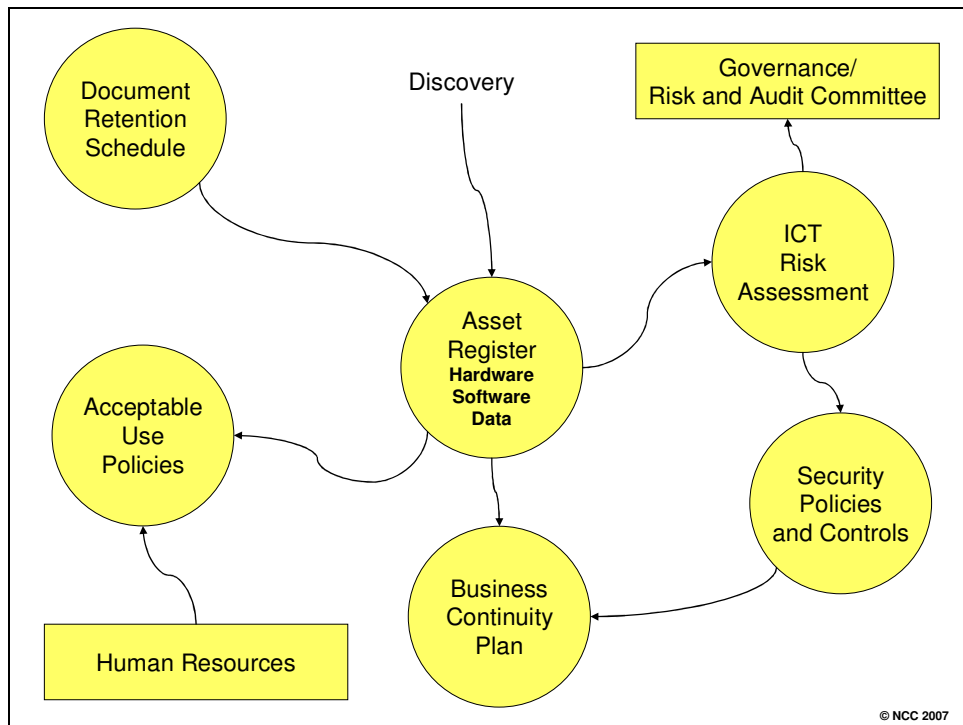 Document
Retention
Schedule
Discovery
Governance/
Risk and Audit Committee
ICT
Risk
Assessment
Asset
Register
Hardware
Software
Data
Acceptable
Use
Policies
Security
Policies
and Controls
Business
Continuity
Plan
Human Resources
© NCC 2007